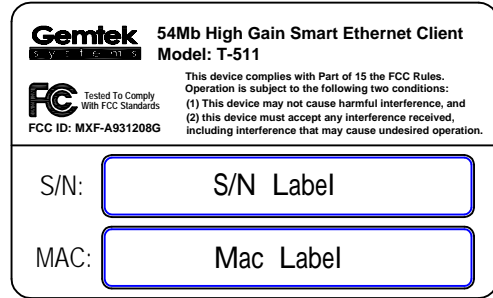 Gemtek
systems
54Mb High Gain Smart Ethernet Client
Model: T-511
Tested To Comply
With FCC Standards
FCC ID: MXF-A931208G
This device complies with Part of 15 the FCC Rules.
Operation is subject to the following two conditions:
(1) This device may not cause harmful interference, and
(2) this device must accept any interference received,
including interference that may cause undesired operation.
S/N:
S/N Label
MAC:
Mac Label